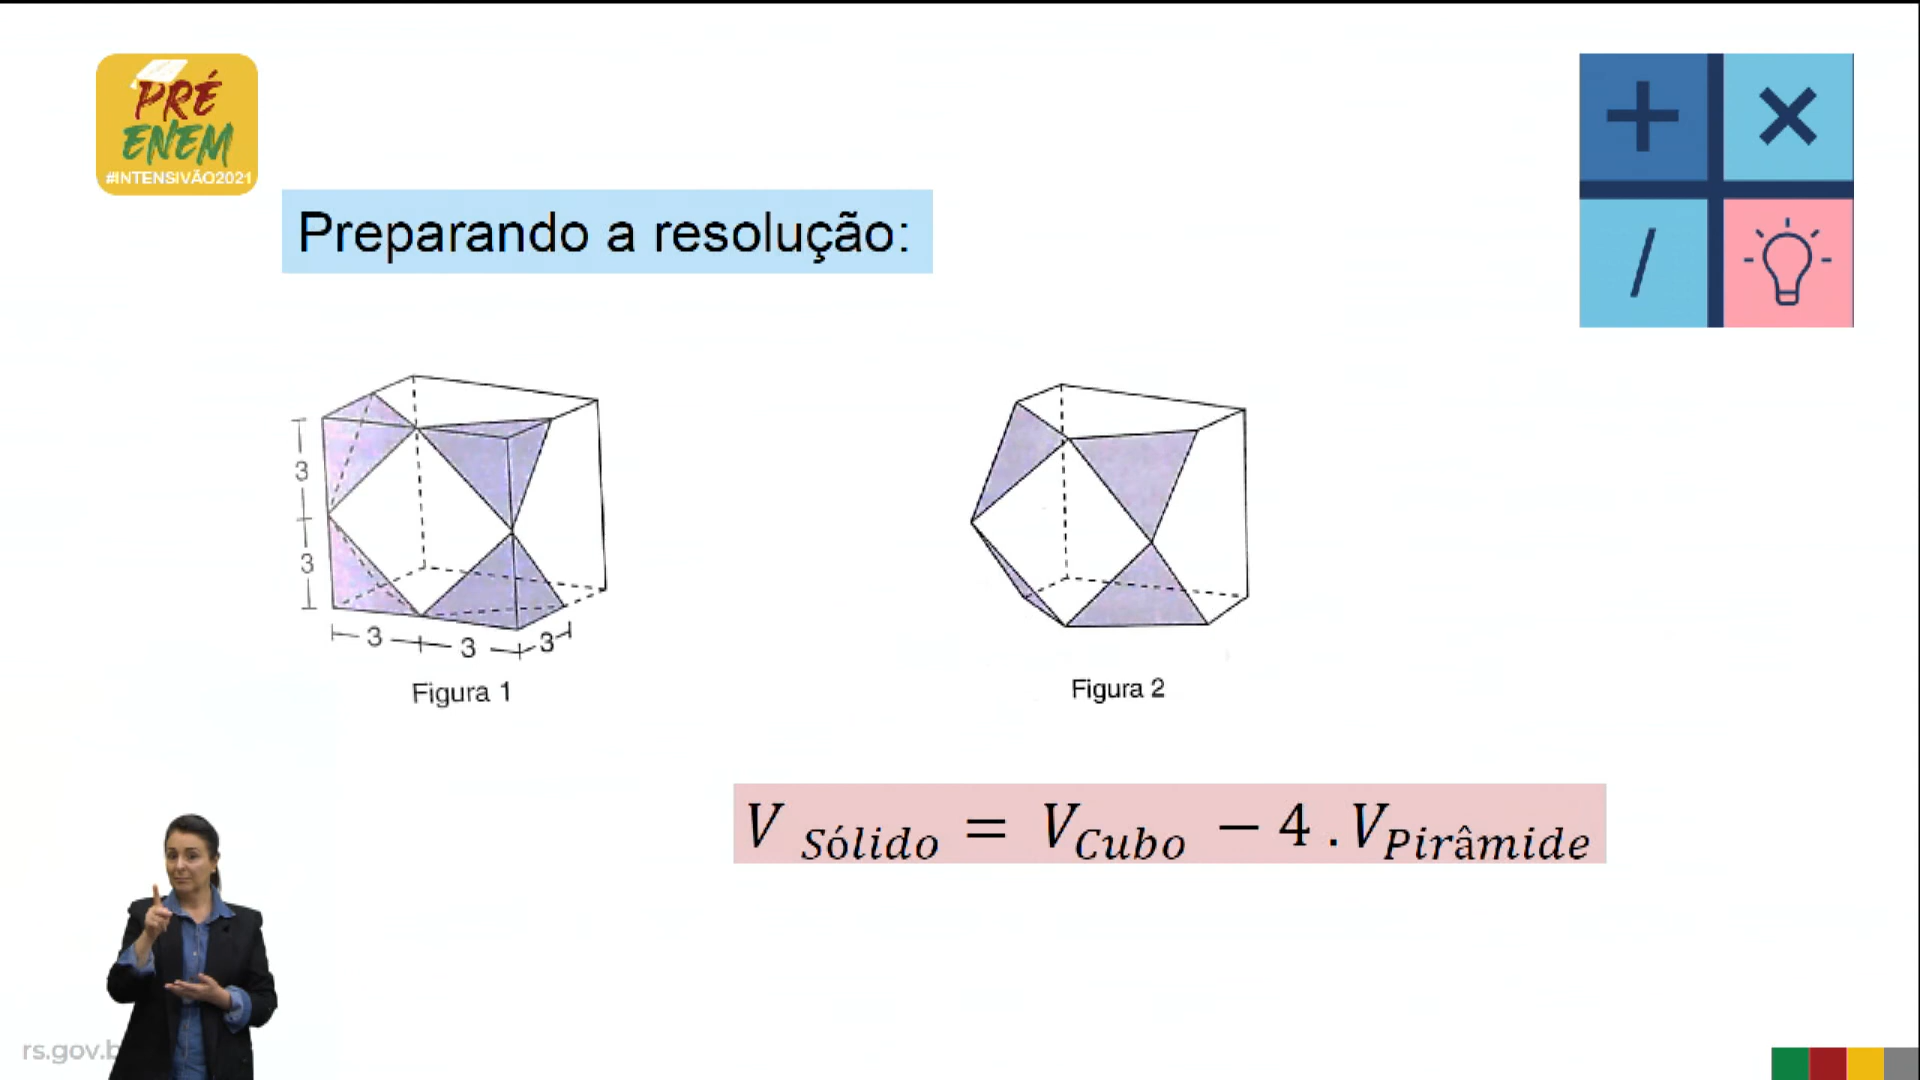 PRÉ
ENEM
#INTENSIVÃO2021
+ ×
/
Preparando a resolução:
3
3
3
3
3
Figura 1
Figura 2
V Sólido = V Cubo − 4 . V Pirâmide
rs.gov.b